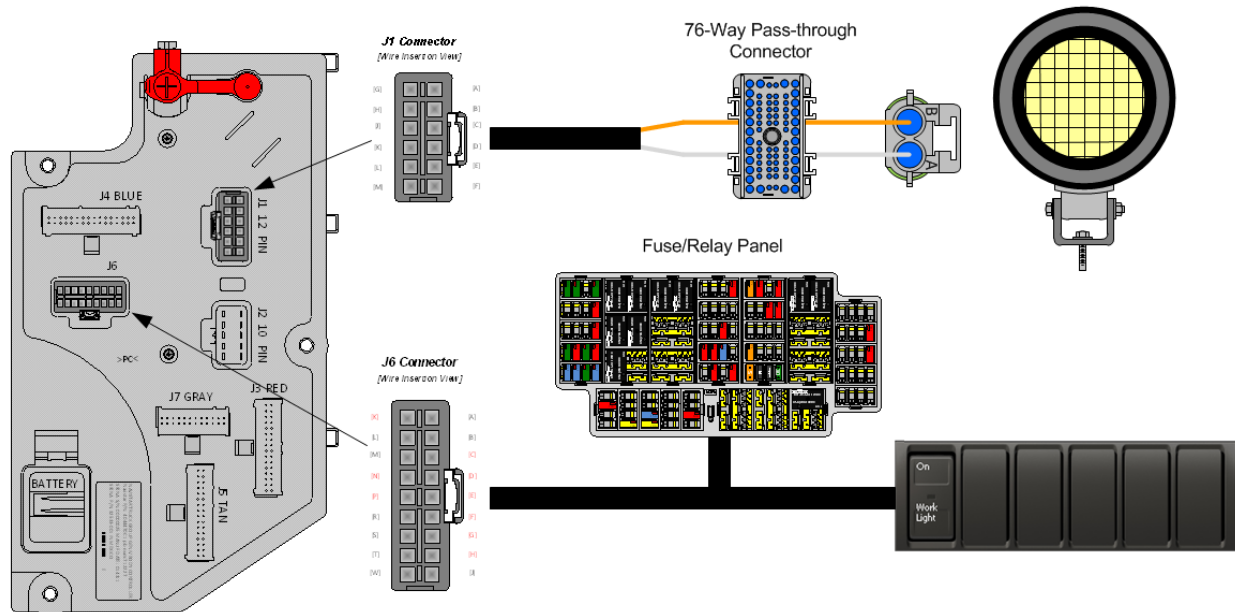 J1 Connector
[Wire Insertion View]
[G]
[A]
[H]
[B]
[J]
[C]
[K]
[D]
[L]
[E]
[M]
[F]
76-Way Pass-through
Connector
B
A
J4 BLUE
J1 12 PIN
J6
J2 10 PIN
>PC<
J3 RED
J7 GRAY
J5 TAN
BATTERY
J6 Connector
[Wire Insertion View]
[K]
[A]
[L]
[B]
[M]
[C]
[N]
[D]
[P]
[E]
[R]
[F]
[S]
[G]
[T]
[H]
[W]
[J]
Fuse/Relay Panel
On
Work
Light